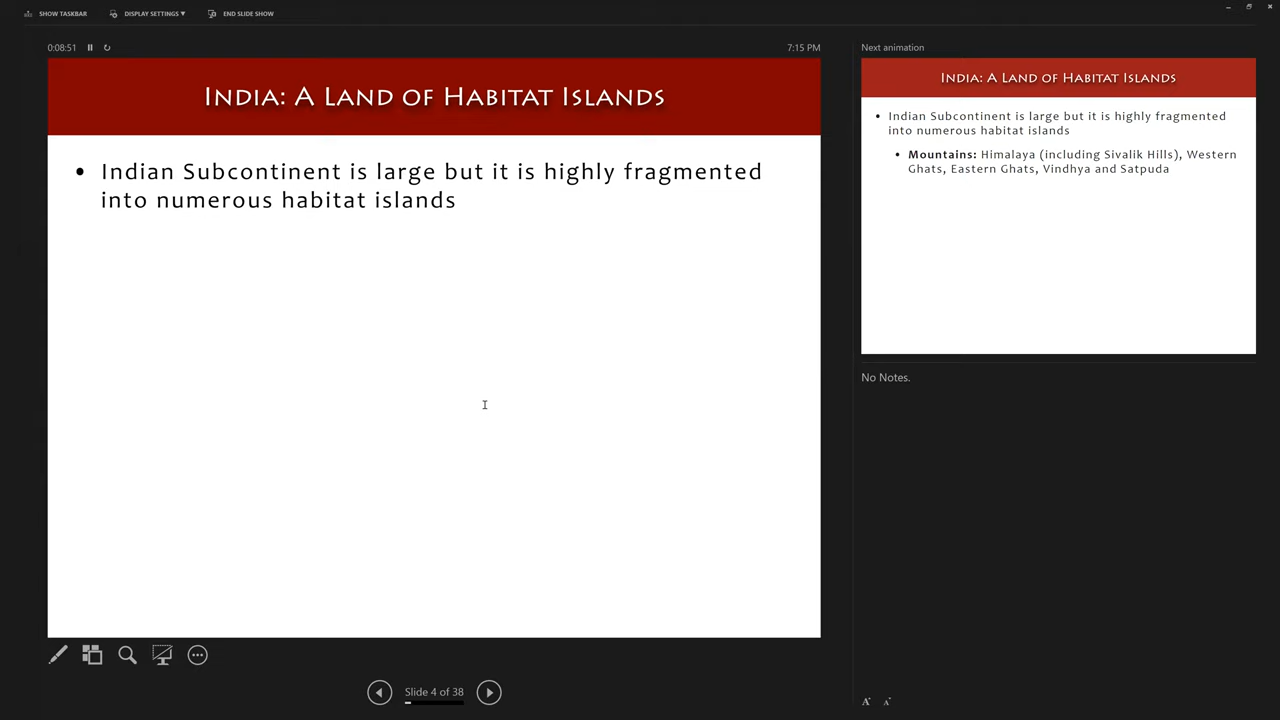 SHOW TASKBAR
DISPLAY SETTINGS ▼
END SLIDE SHOW
0:08:51
7:15 PM
INDIA: A LAND OF HABITAT ISLANDS
• Indian Subcontinent is large but it is highly fragmented
into numerous habitat islands
Slide 4 of 38
Next animation
INDIA: A LAND OF HABITAT ISLANDS
• Indian Subcontinent is large but it is highly fragmented
into numerous habitat islands
• Mountains: Himalaya (including Sivalik Hills), Western
Ghats, Eastern Ghats, Vindhya and Satpuda
No Notes.
A A